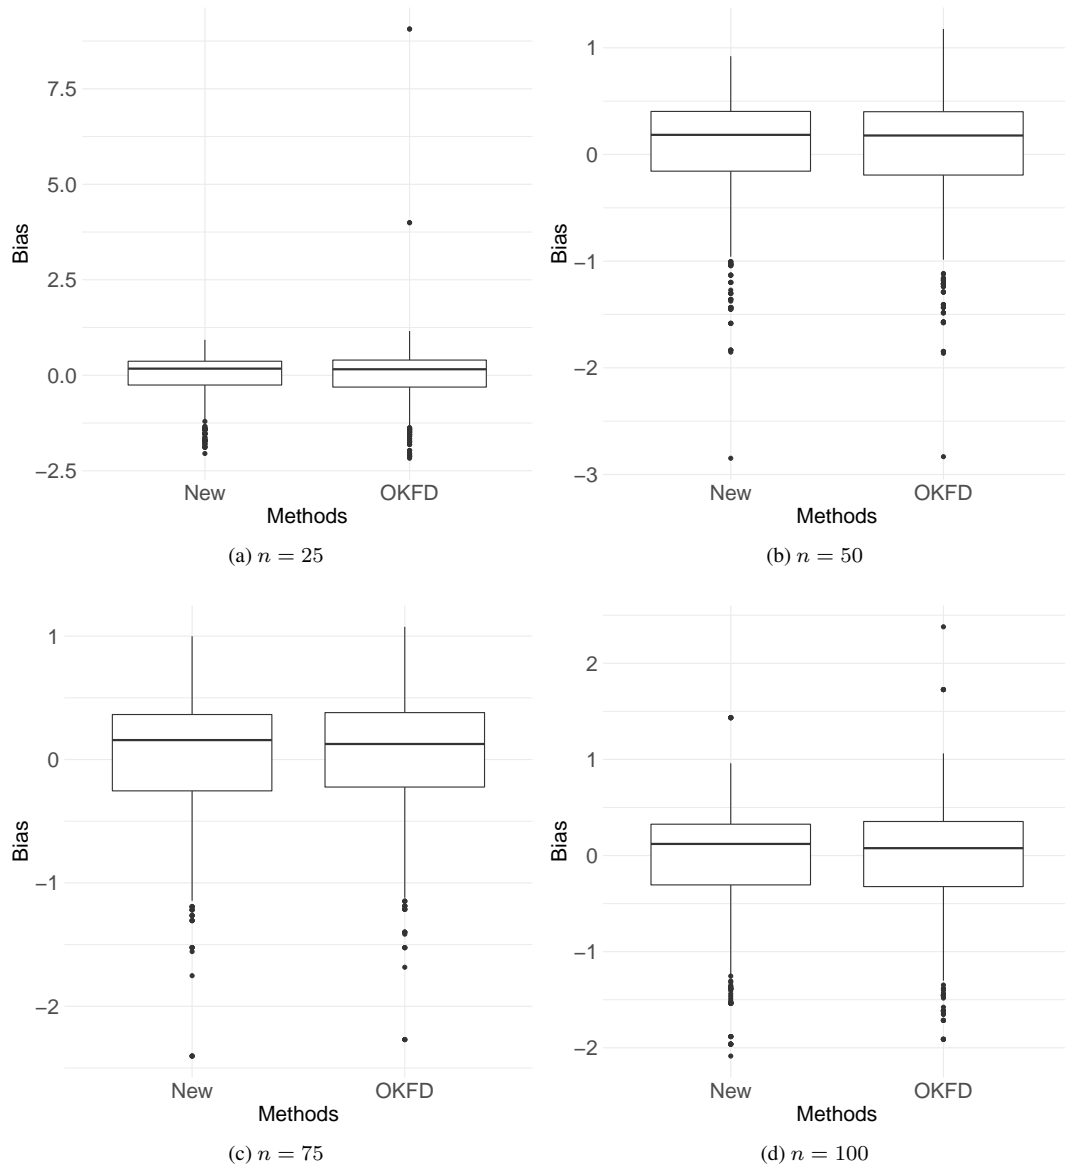 7.5
5.0
2.5
0.0
−2.5
Bias
New OKFD
Methods
(a) n = 25
1
0
−1
−2
−3
Bias
New OKFD
Methods
(b) n = 50
1
0
−1
−2
Bias
New OKFD
Methods
(c) n = 75
2
1
0
−1
−2
Bias
New OKFD
Methods
(d) n = 100